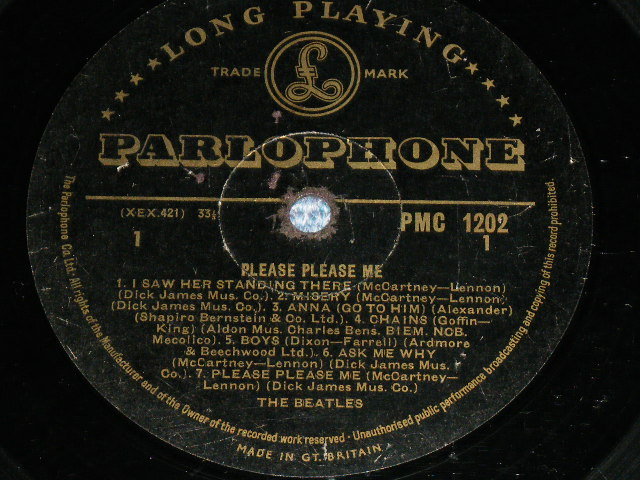 LONG PLAYING
£
TRADE MARK
PARLOPHONE
(XEX.421) 33⅓
PMC 1202
1
1
PLEASE PLEASE ME
1. I SAW HER STANDING THERE (McCartney—Lennon)
(Dick James Mus. Co.). 2. MISERY (McCartney—Lennon)
(Dick James Mus. Co.). 3. ANNA (GO TO HIM) (Alexander)
(Shapiro Bernstein & Co. Ltd.) 4. CHAINS (Goffin—
King) (Aldon Mus. Charles Bens. BIEM. NCB.
Mecolico). 5. BOYS (Dixon—Farrell) (Ardmore
& Beechwood Ltd.). 6. ASK ME WHY
(McCartney—Lennon) (Dick James Mus.
Co.). 7. PLEASE PLEASE ME (McCartney—
Lennon) (Dick James Mus. Co.)
THE BEATLES
The Parlophone Co. Ltd. All rights of the Manufacturer and of the Owner of the recorded work reserved · Unauthorised public performance broadcasting and copying of this record prohibited.
MADE IN GT. BRITAIN